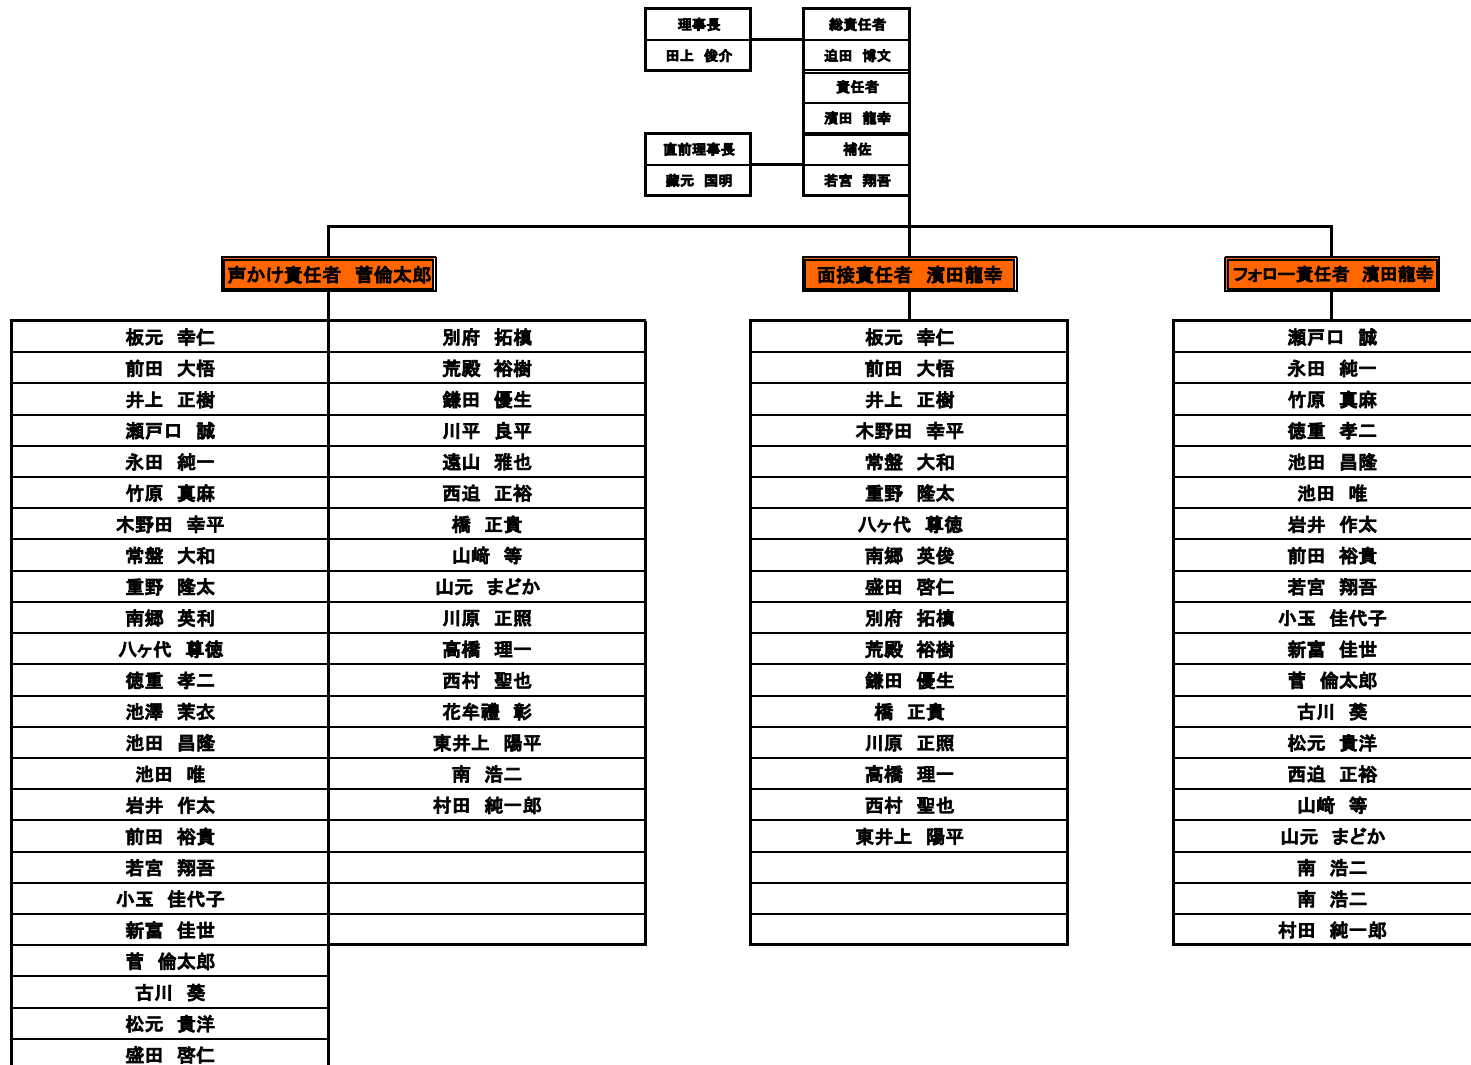 理事長
田上 俊介
総責任者
迫田 博文
責任者
濱田 龍幸
直前理事長
藏元 国明
補佐
若宮 翔吾
声かけ責任者 菅倫太郎
板元 幸仁
前田 大悟
井上 正樹
瀬戸口 誠
永田 純一
竹原 真麻
木野田 幸平
常盤 大和
重野 隆太
南郷 英利
八ヶ代 尊徳
徳重 孝二
池澤 茉衣
池田 昌隆
池田 唯
岩井 作太
前田 裕貴
若宮 翔吾
小玉 佳代子
新富 佳世
菅 倫太郎
古川 葵
松元 貴洋
盛田 啓仁
別府 拓槙
荒殿 裕樹
鎌田 優生
川平 良平
遠山 雅也
西迫 正裕
橋 正貴
山﨑 等
山元 まどか
川原 正照
高橋 理一
西村 聖也
花牟禮 彰
東井上 陽平
南 浩二
村田 純一郎
面接責任者 濱田龍幸
板元 幸仁
前田 大悟
井上 正樹
木野田 幸平
常盤 大和
重野 隆太
八ヶ代 尊徳
南郷 英俊
盛田 啓仁
別府 拓槙
荒殿 裕樹
鎌田 優生
橋 正貴
川原 正照
高橋 理一
西村 聖也
東井上 陽平
フォロー責任者 濱田龍幸
瀬戸口 誠
永田 純一
竹原 真麻
徳重 孝二
池田 昌隆
池田 唯
岩井 作太
前田 裕貴
若宮 翔吾
小玉 佳代子
新富 佳世
菅 倫太郎
古川 葵
松元 貴洋
西迫 正裕
山﨑 等
山元 まどか
南 浩二
南 浩二
村田 純一郎